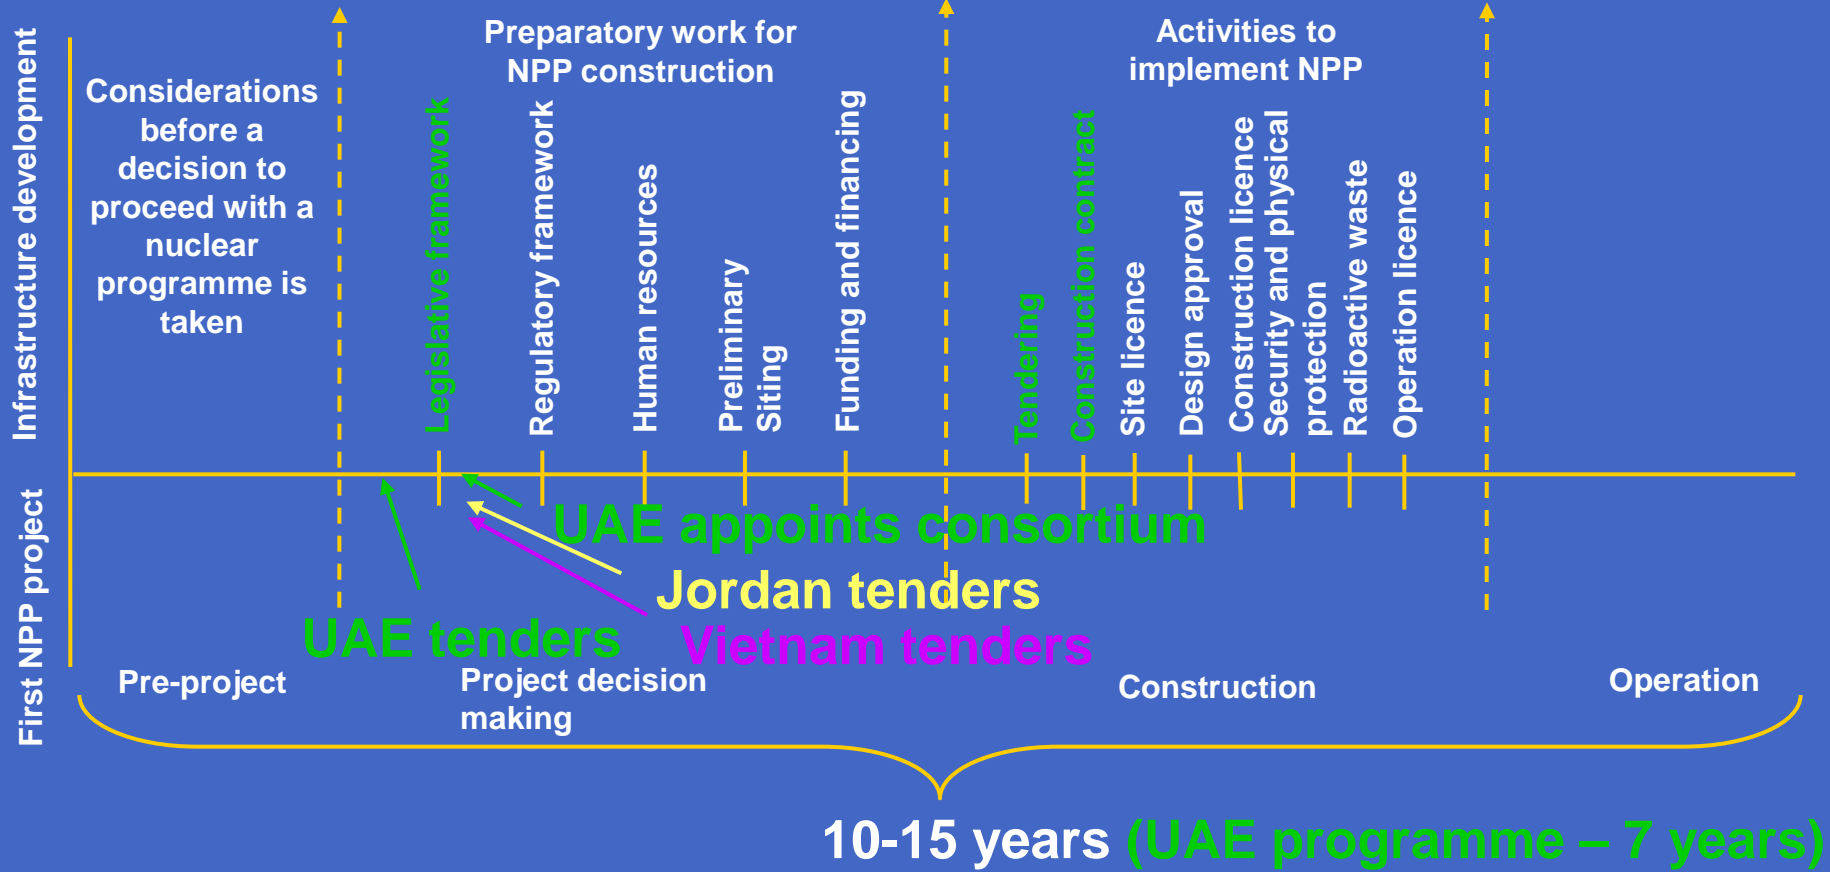 Infrastructure development
First NPP project
Considerations
before a
decision to
proceed with a
nuclear
programme is
taken
Preparatory work for
NPP construction
Legislative framework
Regulatory framework
Human resources
Preliminary
Siting
Funding and financing
Activities to
implement NPP
Tendering
Construction contract
Site licence
Design approval
Construction licence
Security and physical
protection
Radioactive waste
Operation licence
UAE appoints consortium
Jordan tenders
UAE tenders
Vietnam tenders
Pre-project
Project decision
making
Construction
Operation
10-15 years (UAE programme – 7 years)